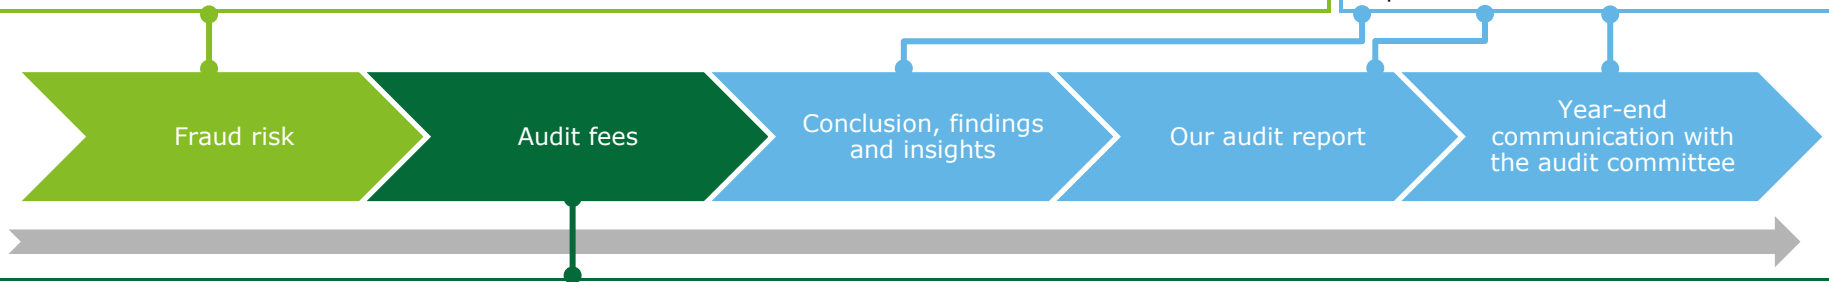 Fraud risk
Audit fees
Conclusion, findings
and insights
Our audit report
Year-end
communication with
the audit committee